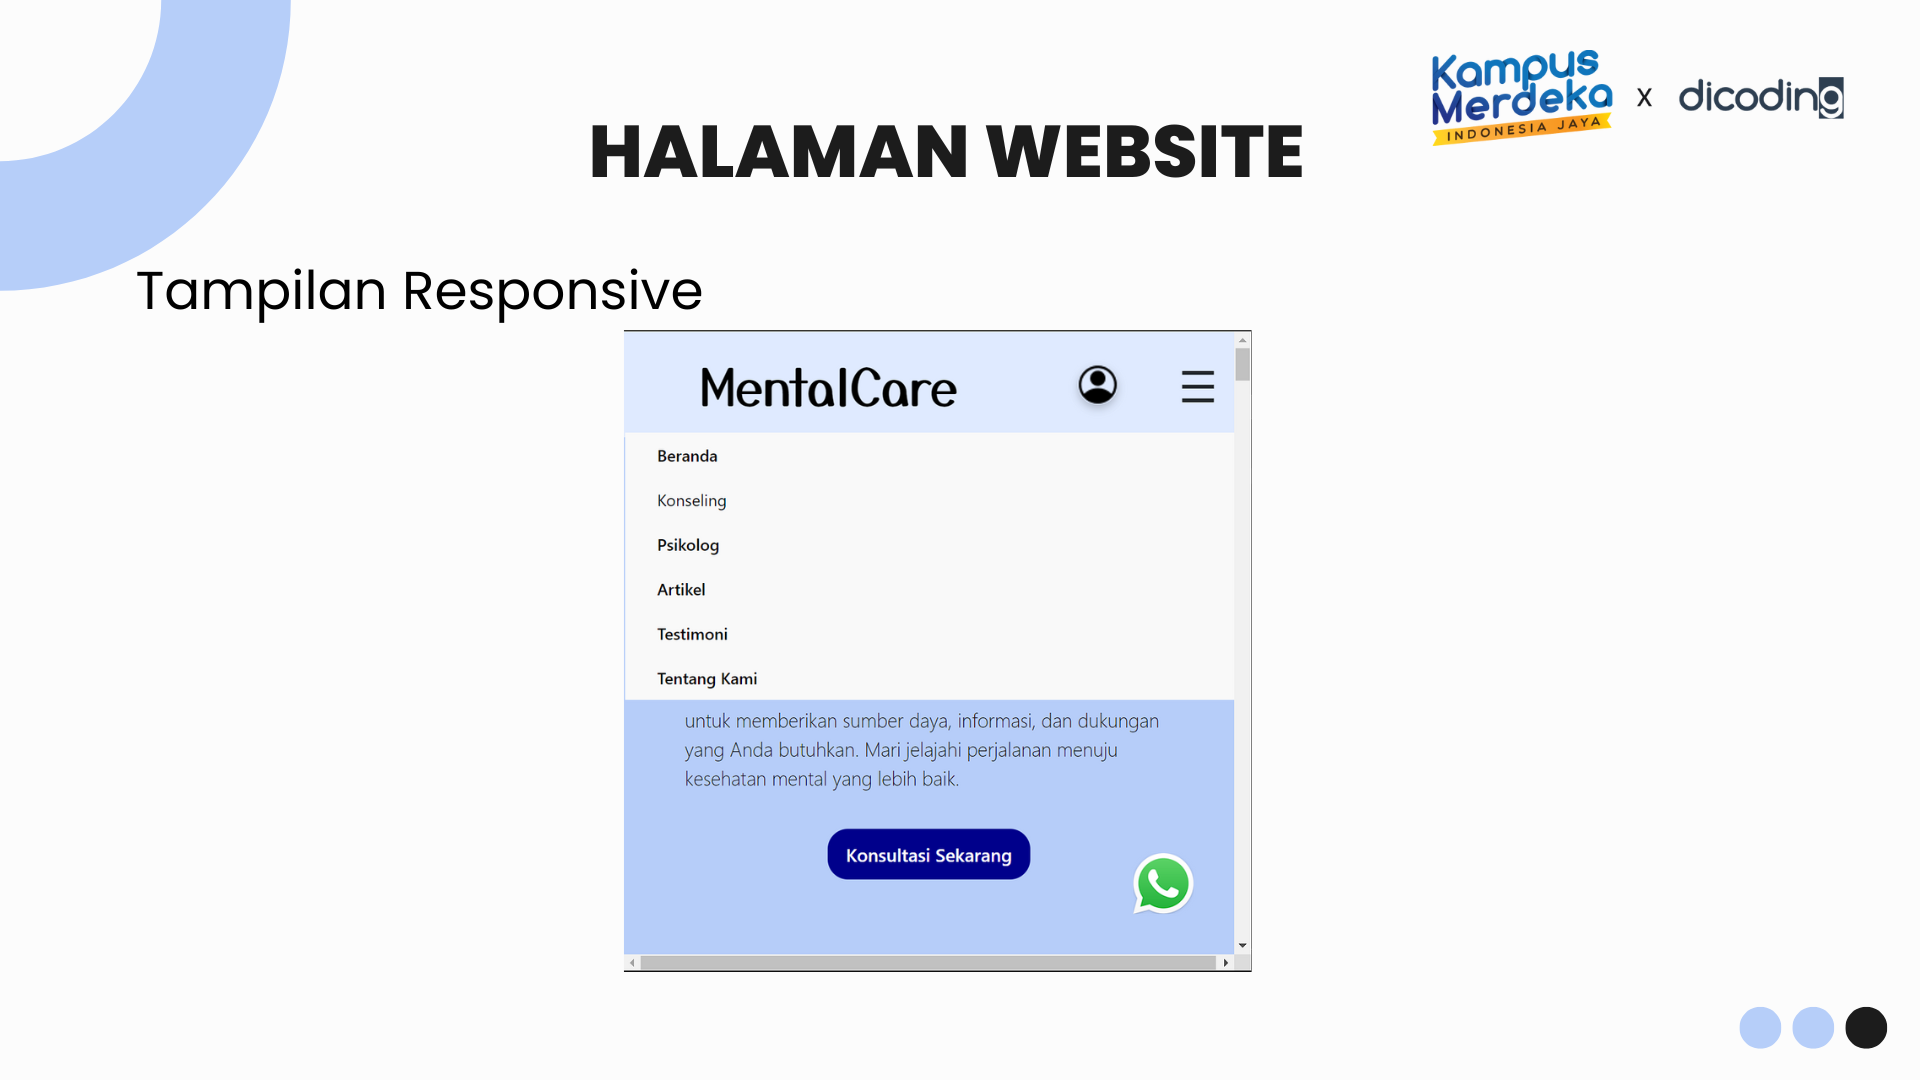 Kampus
Merdeka
INDONESIA JAYA
x
dicoding
HALAMAN WEBSITE
Tampilan Responsive
MentalCare
Beranda
Konseling
Psikolog
Artikel
Testimoni
Tentang Kami
untuk memberikan sumber daya, informasi, dan dukungan
yang Anda butuhkan. Mari jelajahi perjalanan menuju
kesehatan mental yang lebih baik.
Konsultasi Sekarang